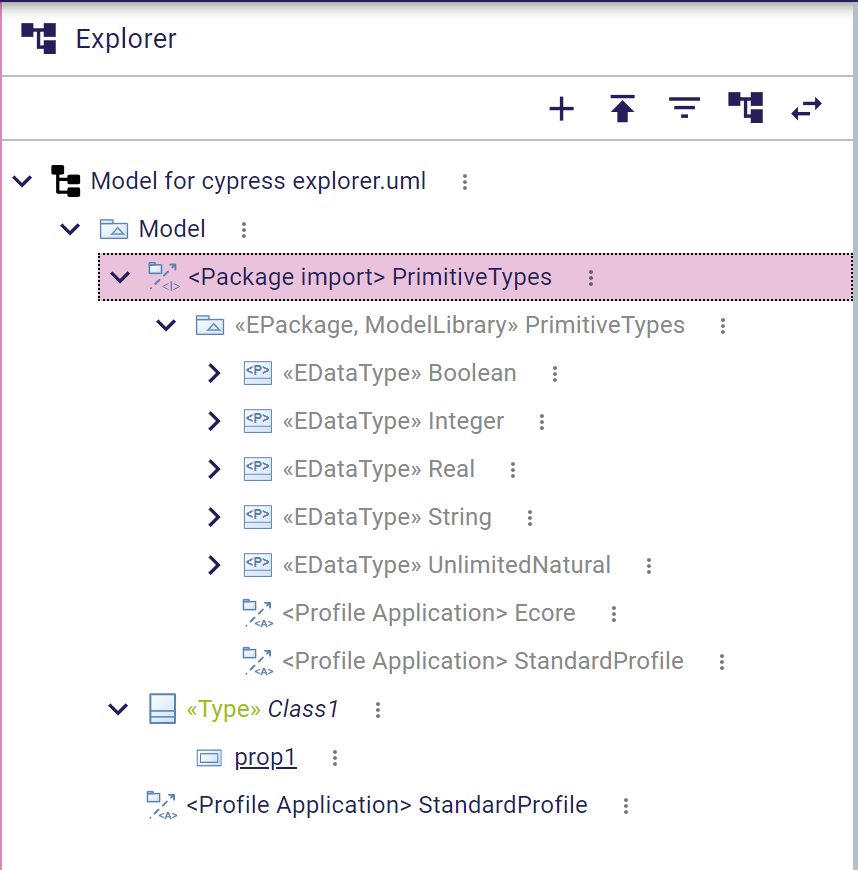 Explorer
Model for cypress explorer.uml
Model
<Package import> PrimitiveTypes
«EPackage, ModelLibrary» PrimitiveTypes
«EDataType» Boolean
«EDataType» Integer
«EDataType» Real
«EDataType» String
«EDataType» UnlimitedNatural
<Profile Application> Ecore
<Profile Application> StandardProfile
«Type» Class1
prop1
<Profile Application> StandardProfile